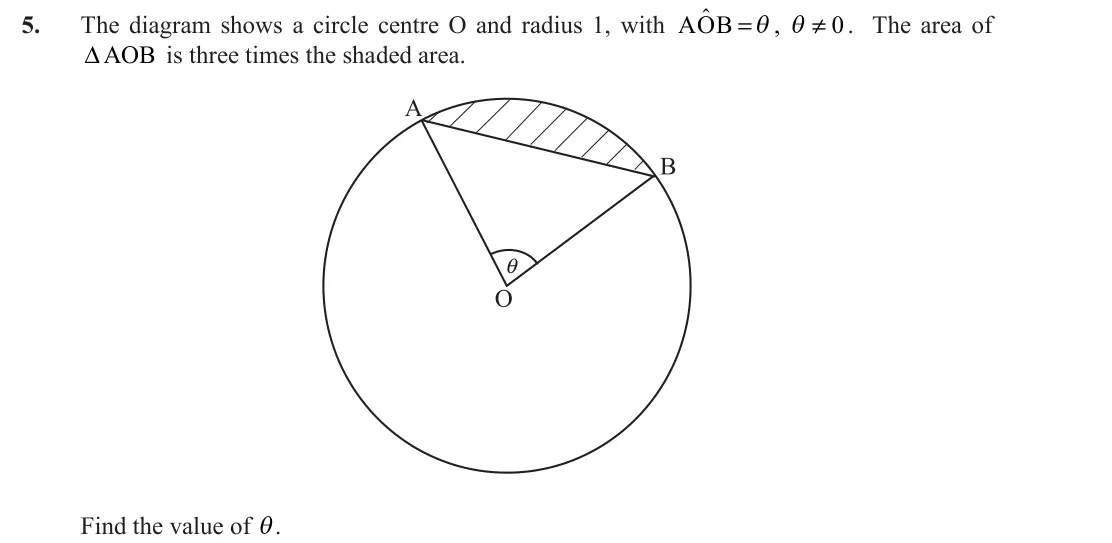 5. The diagram shows a circle centre O and radius 1, with AÔB = θ, θ ≠ 0. The area of
Δ AOB is three times the shaded area.
A
B
θ
O
Find the value of θ.